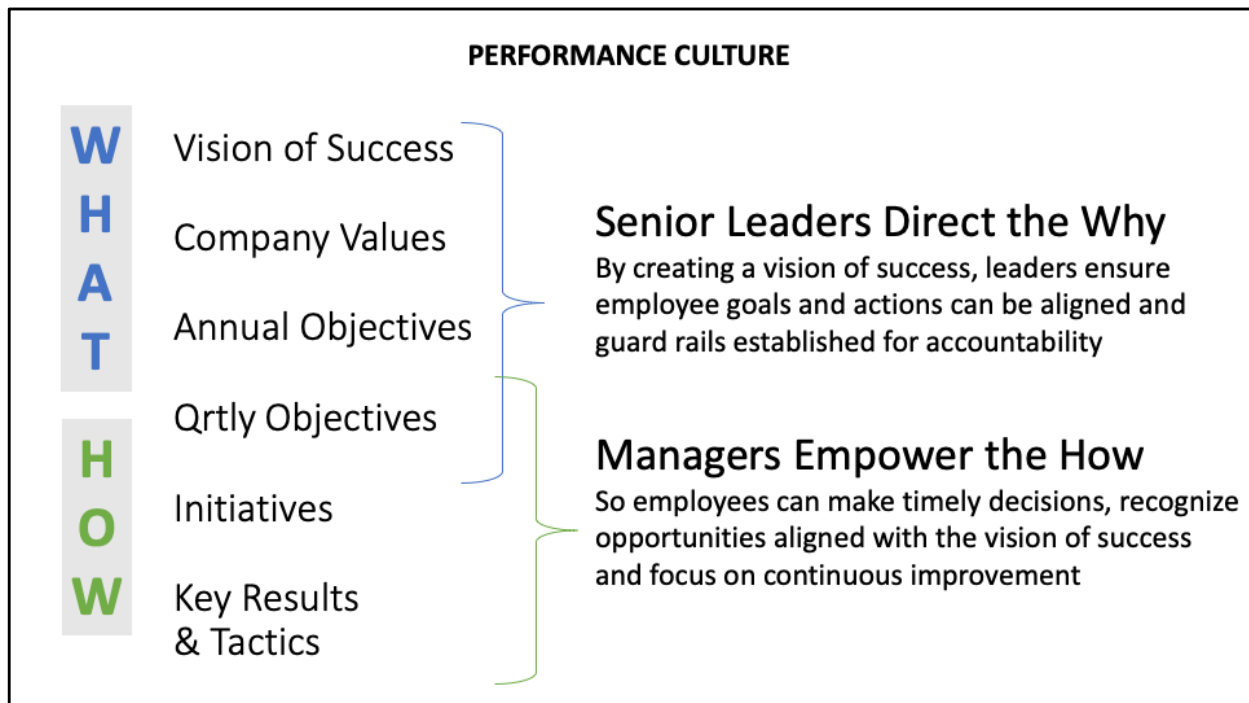 PERFORMANCE CULTURE
WHAT
Vision of Success
Company Values
Annual Objectives
Qrtly Objectives
HOW
Initiatives
Key Results
& Tactics
Senior Leaders Direct the Why
By creating a vision of success, leaders ensure
employee goals and actions can be aligned and
guard rails established for accountability
Managers Empower the How
So employees can make timely decisions, recognize
opportunities aligned with the vision of success
and focus on continuous improvement